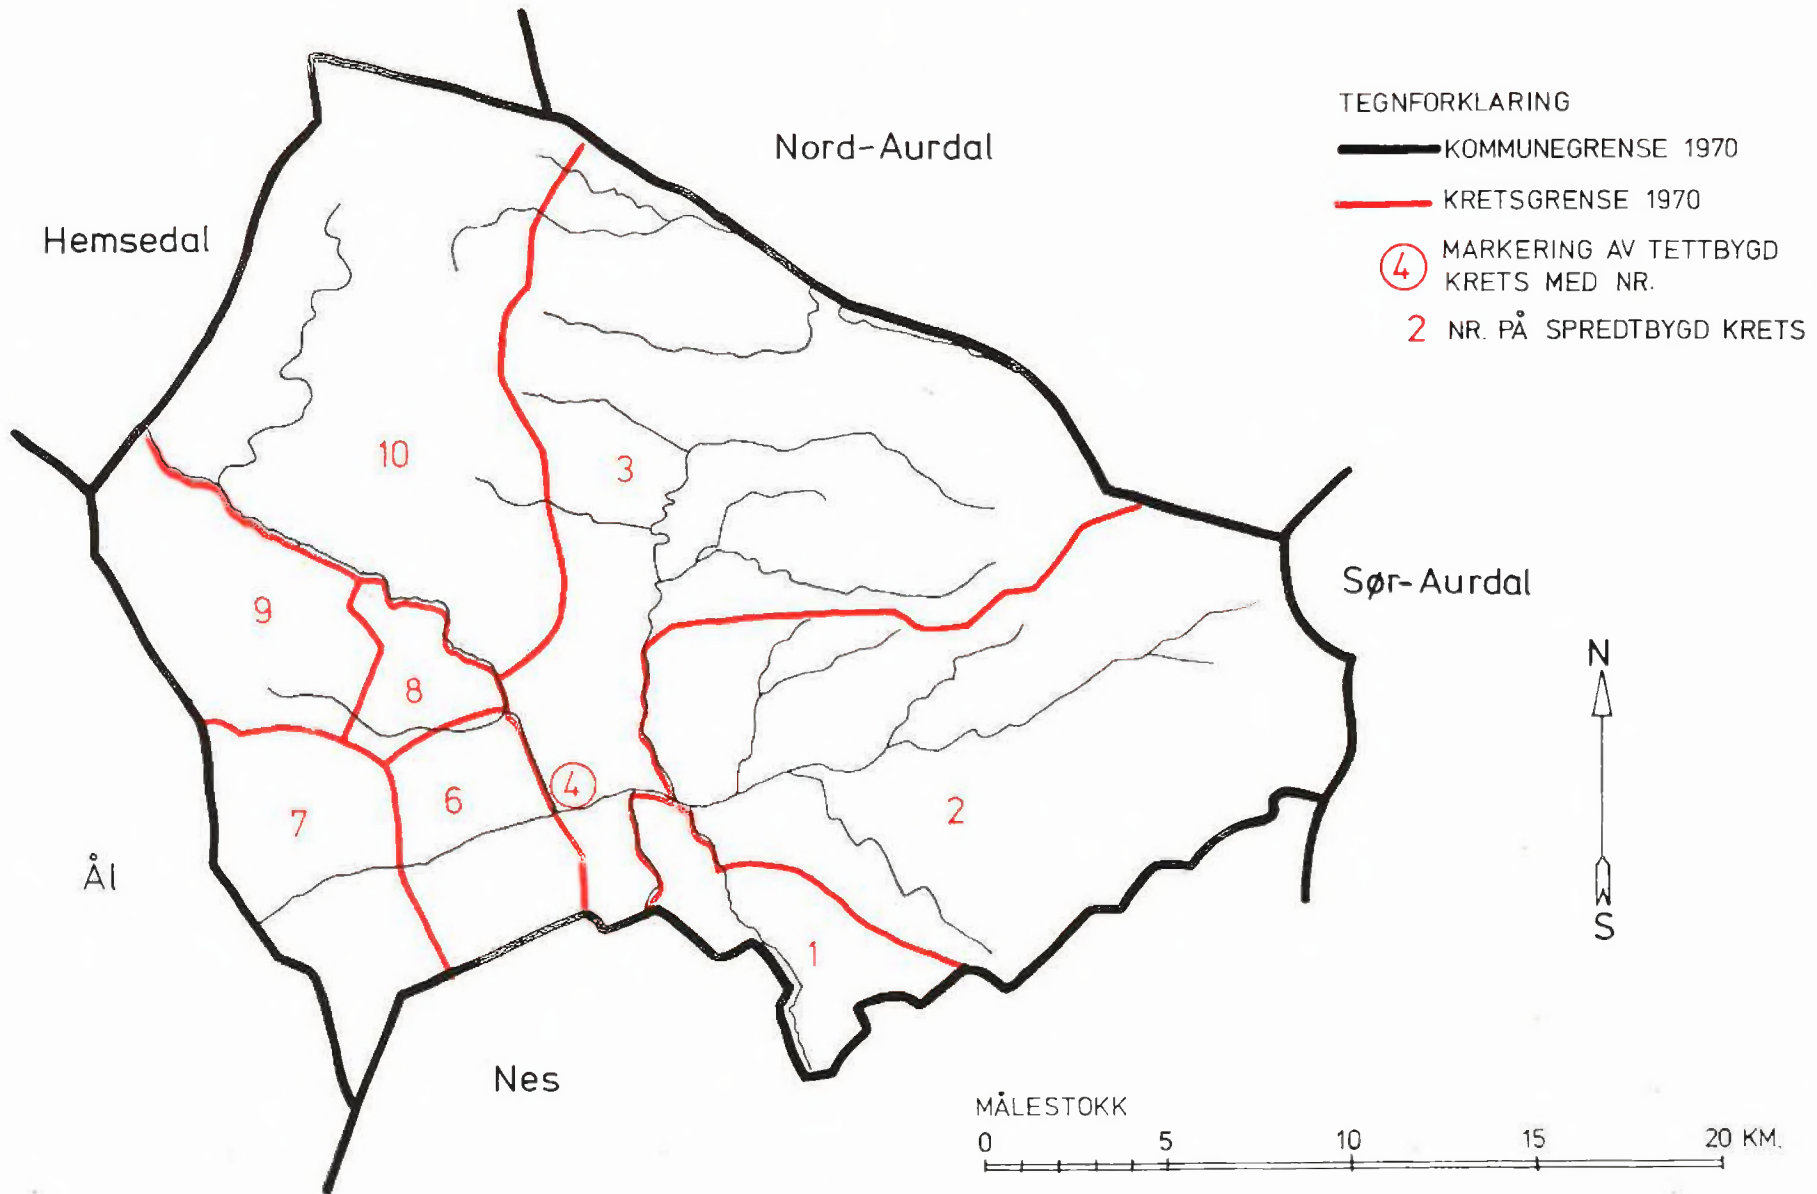 TEGNFORKLARING
KOMMUNEGRENSE 1970
KRETSGRENSE 1970
4 MARKERING AV TETTBYGD
KRETS MED NR.
2 NR. PÅ SPREDTBYGD KRETS
Nord-Aurdal
Hemsedal
10
3
Sør-Aurdal
9
8
N
4
6
7
2
Ål
S
1
Nes
MÅLESTOKK
0 5 10 15 20 KM.